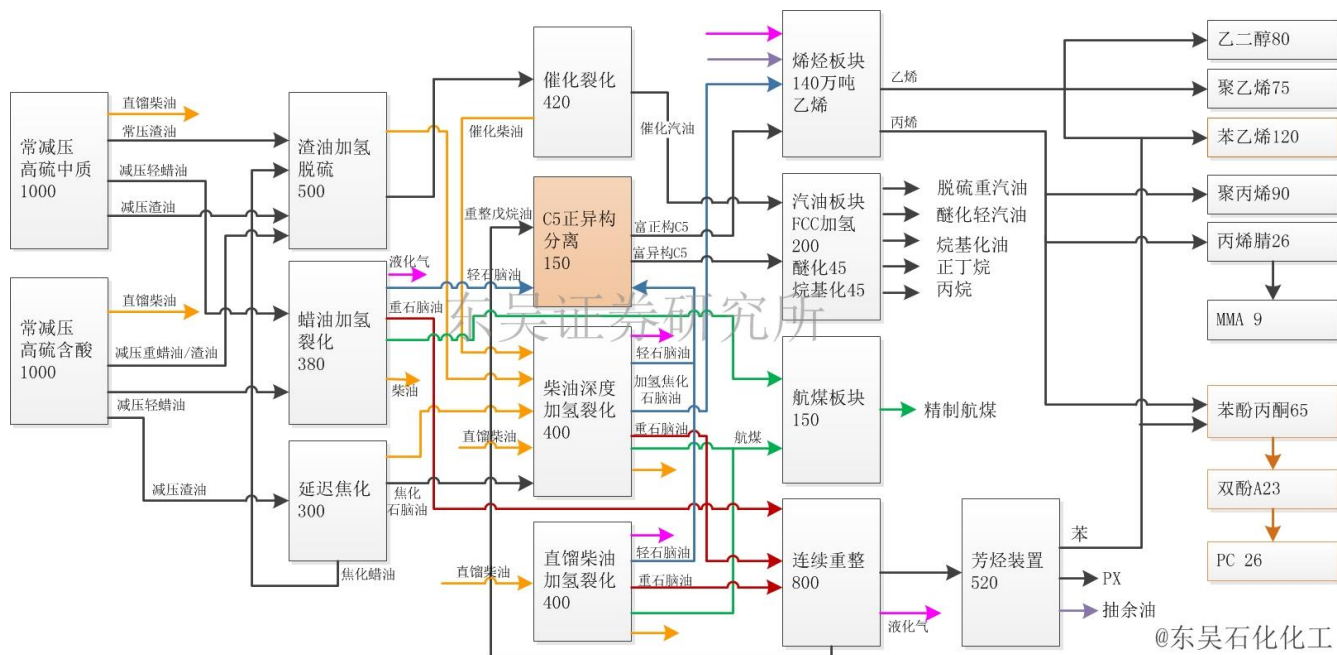 常减压
高硫中质
1000
直馏柴油
常压渣油
减压轻蜡油
减压渣油
常减压
高硫含酸
1000
直馏柴油
减压重蜡油/渣油
减压轻蜡油
减压渣油
渣油加氢
脱硫
500
蜡油加氢
裂化
380
液化气
轻石脑油
重石脑油
柴油
延迟焦化
300
焦化
石脑油
焦化蜡油
催化裂化
420
催化柴油
催化汽油
重整戊烷油
C5正异构
分离
150
富正构C5
富异构C5
柴油深度
加氢裂化
400
直馏柴油
轻石脑油
加氢焦化
石脑油
重石脑油
航煤
直馏柴油
加氢裂化
400
直馏柴油
轻石脑油
重石脑油
烯烃板块
140万吨
乙烯
乙烯
丙烯
汽油板块
FCC加氢
200
醚化45
烷基化45
脱硫重汽油
醚化轻汽油
烷基化油
正丁烷
丙烷
航煤板块
150
精制航煤
连续重整
800
液化气
芳烃装置
520
苯
PX
抽余油
乙二醇80
聚乙烯75
苯乙烯120
聚丙烯90
丙烯腈26
MMA 9
苯酚丙酮65
双酚A23
PC 26
东吴证券研究所
@东吴石化化工